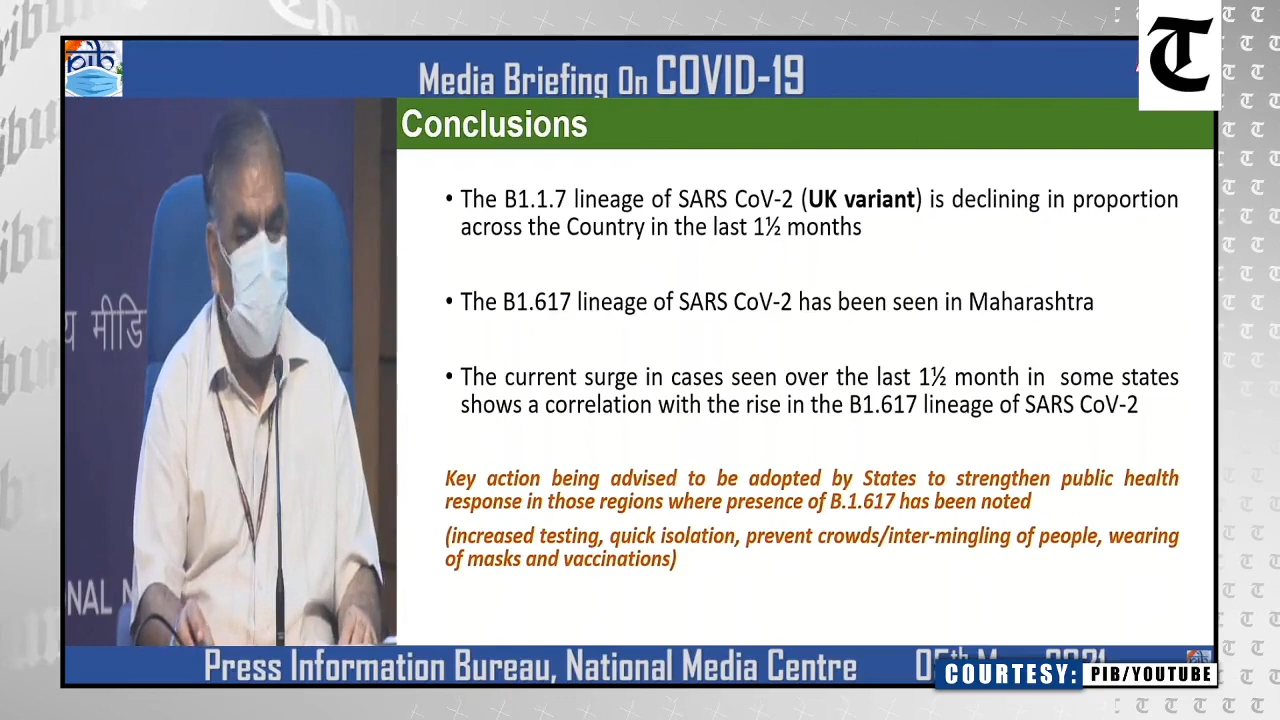 pib
Media Briefing On COVID-19
Conclusions
• The B1.1.7 lineage of SARS CoV-2 (UK variant) is declining in proportion
across the Country in the last 1½ months
• The B1.617 lineage of SARS CoV-2 has been seen in Maharashtra
• The current surge in cases seen over the last 1½ month in some states
shows a correlation with the rise in the B1.617 lineage of SARS CoV-2
Key action being advised to be adopted by States to strengthen public health
response in those regions where presence of B.1.617 has been noted
(increased testing, quick isolation, prevent crowds/inter-mingling of people, wearing
of masks and vaccinations)
मीडि
NAL
Press Information Bureau, National Media Centre
COURTESY: PIB/YOUTUBE